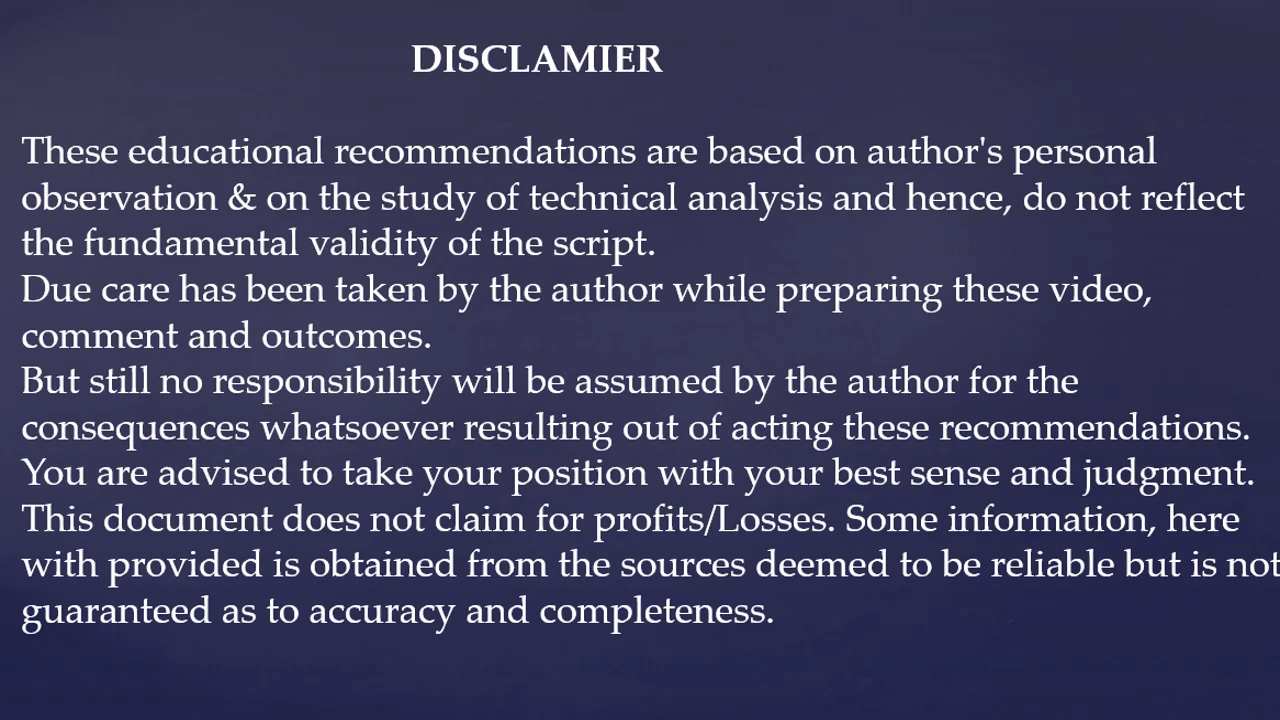 DISCLAMIER
These educational recommendations are based on author's personal
observation & on the study of technical analysis and hence, do not reflect
the fundamental validity of the script.
Due care has been taken by the author while preparing these video,
comment and outcomes.
But still no responsibility will be assumed by the author for the
consequences whatsoever resulting out of acting these recommendations.
You are advised to take your position with your best sense and judgment.
This document does not claim for profits/Losses. Some information, here
with provided is obtained from the sources deemed to be reliable but is not
guaranteed as to accuracy and completeness.